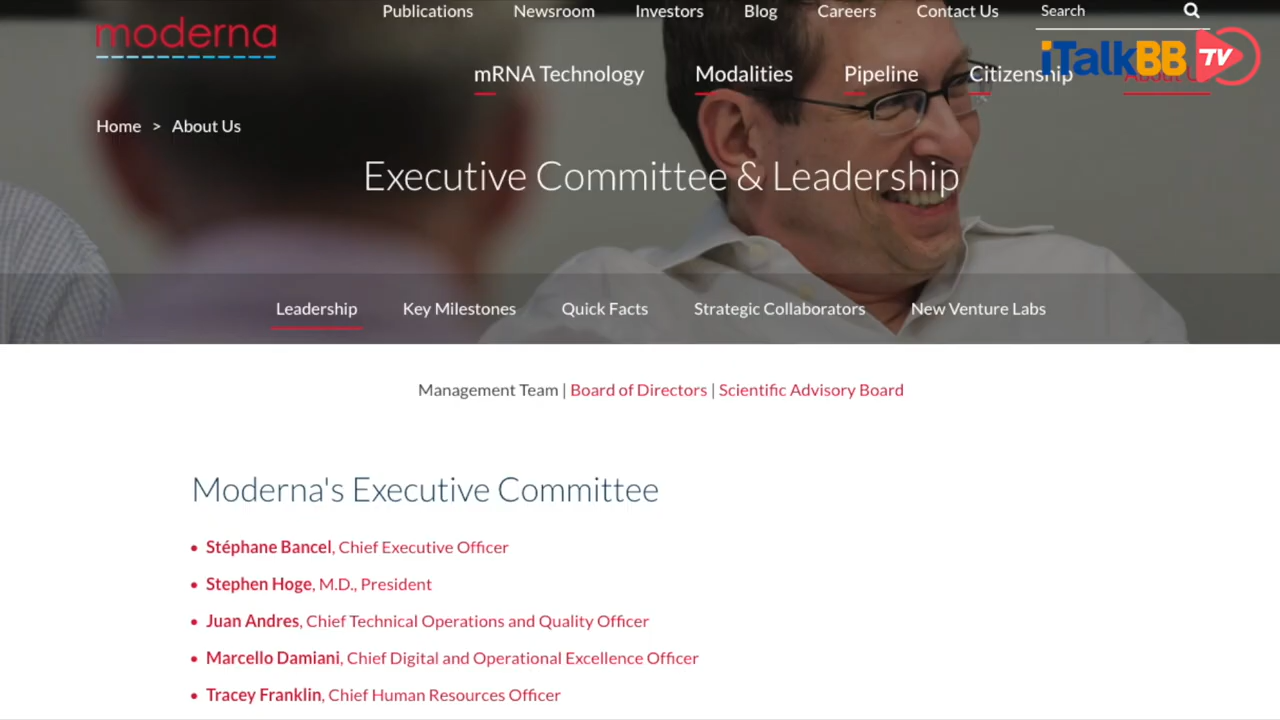 Publications Newsroom Investors Blog Careers Contact Us Search
moderna
iTalkBB TV
mRNA Technology Modalities Pipeline Citizenship
Home > About Us
Executive Committee & Leadership
Leadership Key Milestones Quick Facts Strategic Collaborators New Venture Labs
Management Team | Board of Directors | Scientific Advisory Board
Moderna's Executive Committee
• Stéphane Bancel, Chief Executive Officer
• Stephen Hoge, M.D., President
• Juan Andres, Chief Technical Operations and Quality Officer
• Marcello Damiani, Chief Digital and Operational Excellence Officer
• Tracey Franklin, Chief Human Resources Officer